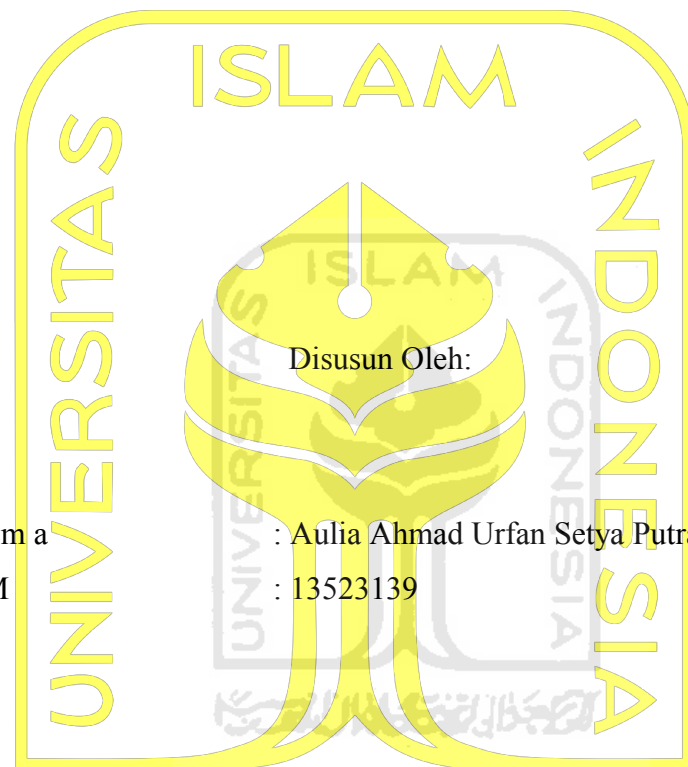 ISLAM
UNIVERSITAS
INDONESIA
ISLAM
UNIVERSITAS
INDONESIA
Disusun Oleh:
m a : Aulia Ahmad Urfan Setya Putra
M : 13523139